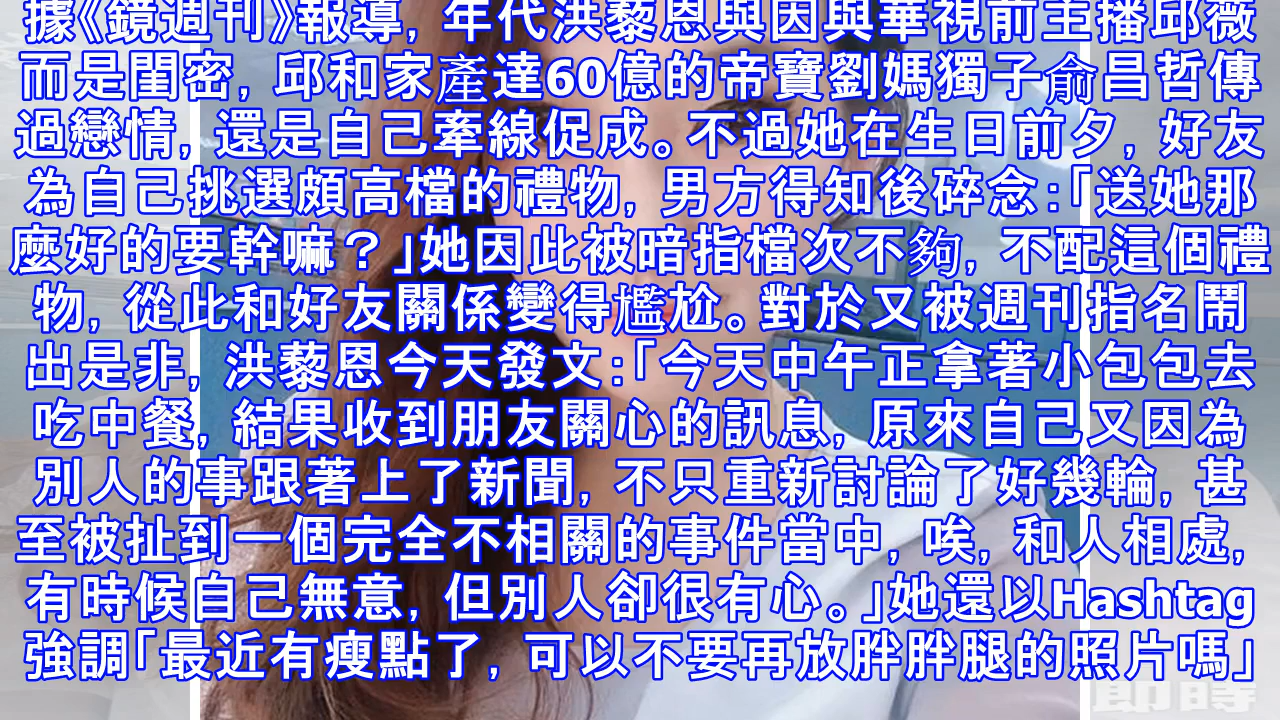 據《鏡週刊》報導, 年代洪藜恩與因與華視前主播邱薇
而是閨密, 邱和家產達60億的帝寶劉媽獨子俞昌哲傳
過戀情, 還是自己牽線促成。不過她在生日前夕, 好友
為自己挑選頗高檔的禮物, 男方得知後碎念:「送她那
麼好的要幹嘛？」她因此被暗指檔次不夠, 不配這個禮
物, 從此和好友關係變得尷尬。對於又被週刊指名鬧
出是非, 洪藜恩今天發文:「今天中午正拿著小包包去
吃中餐, 結果收到朋友關心的訊息, 原來自己又因為
別人的事跟著上了新聞, 不只重新討論了好幾輪, 甚
至被扯到一個完全不相關的事件當中, 唉, 和人相處,
有時候自己無意, 但別人卻很有心。」她還以Hashtag
強調「最近有瘦點了, 可以不要再放胖胖腿的照片嗎」
即時